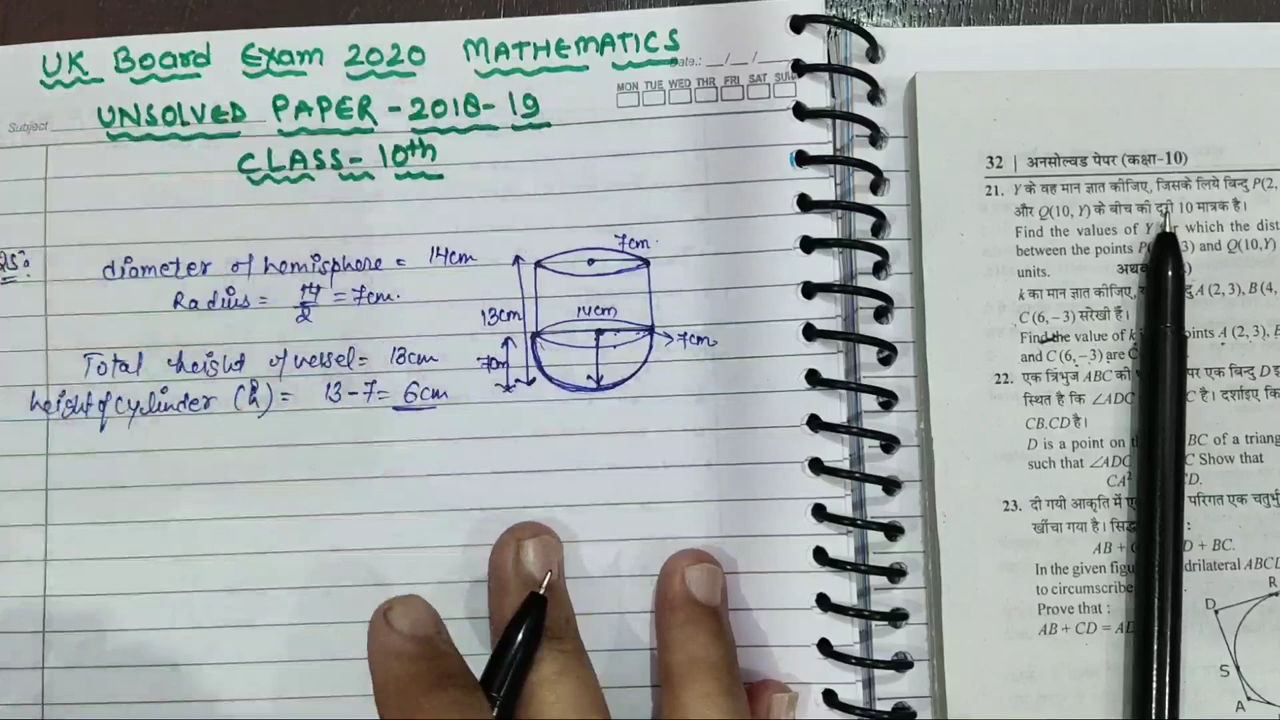 UK Board Exam 2020 MATHEMATICS
Date.: __/__/__
MON TUE WED THR FRI SAT SUN
UNSOLVED PAPER - 2018-19
Subject
CLASS - 10th
25:
diameter of hemisphere = 14cm
Radius = 14/2 = 7cm.
Total height of vessel = 13cm
height of cylinder (h) = 13-7 = 6cm
7cm.
13cm
14cm
7cm
7cm
32 | अनसोल्वड पेपर (कक्षा-10)
21. Y के वह मान ज्ञात कीजिए, जिसके लिये बिन्दु P(2,
और Q(10, Y) के बीच की दूरी 10 मात्रक है।
Find the values of Y which the dist
between the points P 3) and Q(10,Y)
units.
k का मान ज्ञात कीजिए, A (2, 3), B (4,
C (6, –3) सरेखी हैं।
Find the value of k points A (2, 3),
and C (6, –3) are
22. एक त्रिभुज ABC की पर एक बिन्दु D
स्थित है कि ∠ADC C है। दर्शाइए कि
CB.CD है।
D is a point on BC of a triang
such that ∠ADC C Show that
CA² CD.
23. दी गयी आकृति में परिगत एक चतुर्भु
खींचा गया है।
AB + D + BC.
In the given fig drilateral ABCD
to circumscribe
Prove that :
AB + CD = AD
R
D
S
A